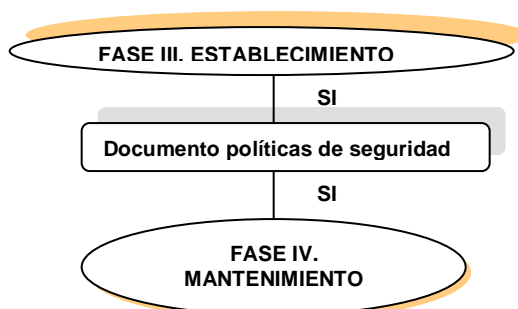 FASE III. ESTABLECIMIENTO
SI
Documento políticas de seguridad
SI
FASE IV.
MANTENIMIENTO